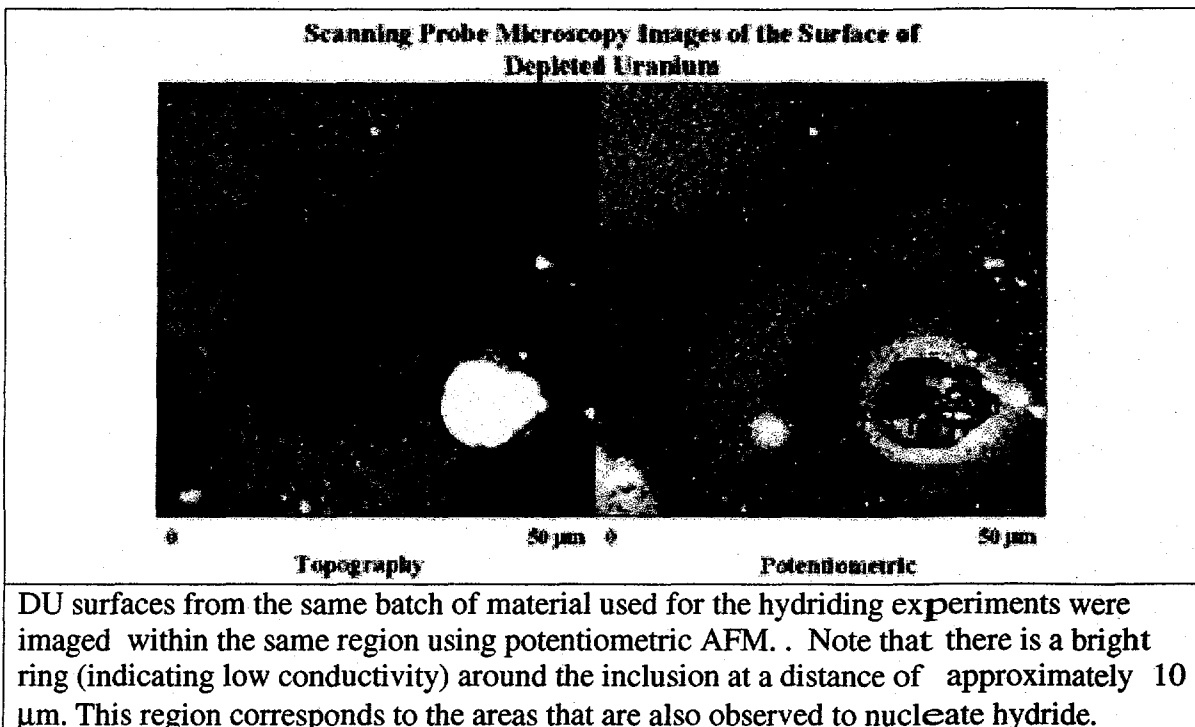 Scanning Probe Microscopy Images of the Surface of
Depleted Uranium
0 50 µm 0 50 µm
Topography Potentiometric
DU surfaces from the same batch of material used for the hydriding experiments were
imaged within the same region using potentiometric AFM. . Note that there is a bright
ring (indicating low conductivity) around the inclusion at a distance of approximately 10
µm. This region corresponds to the areas that are also observed to nucleate hydride.